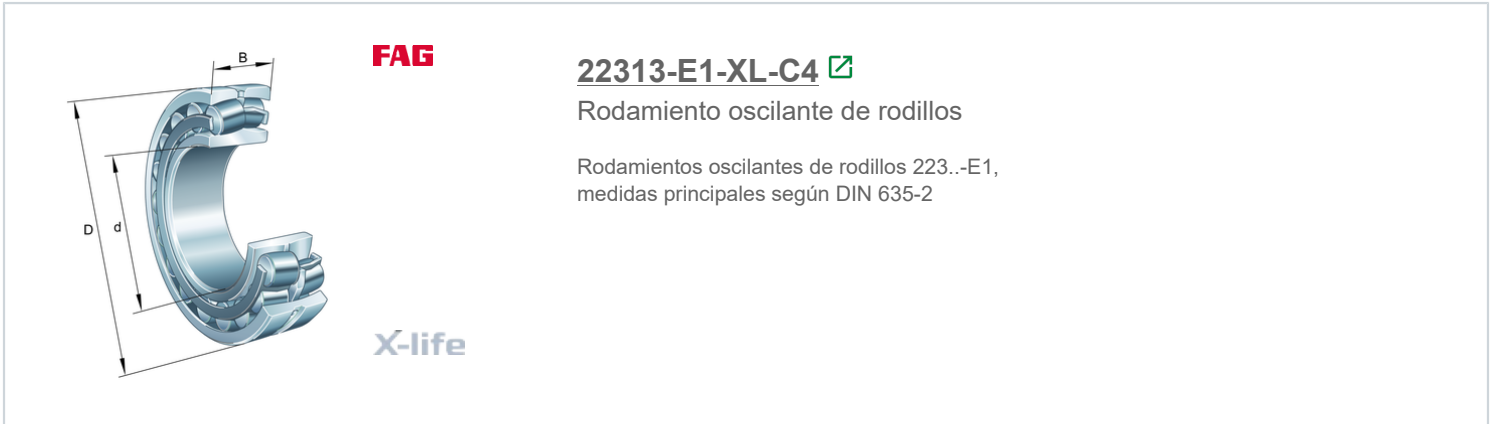 FAG
B
D
d
X-life
22313-E1-XL-C4
Rodamiento oscilante de rodillos
Rodamientos oscilantes de rodillos 223..-E1,
medidas principales según DIN 635-2